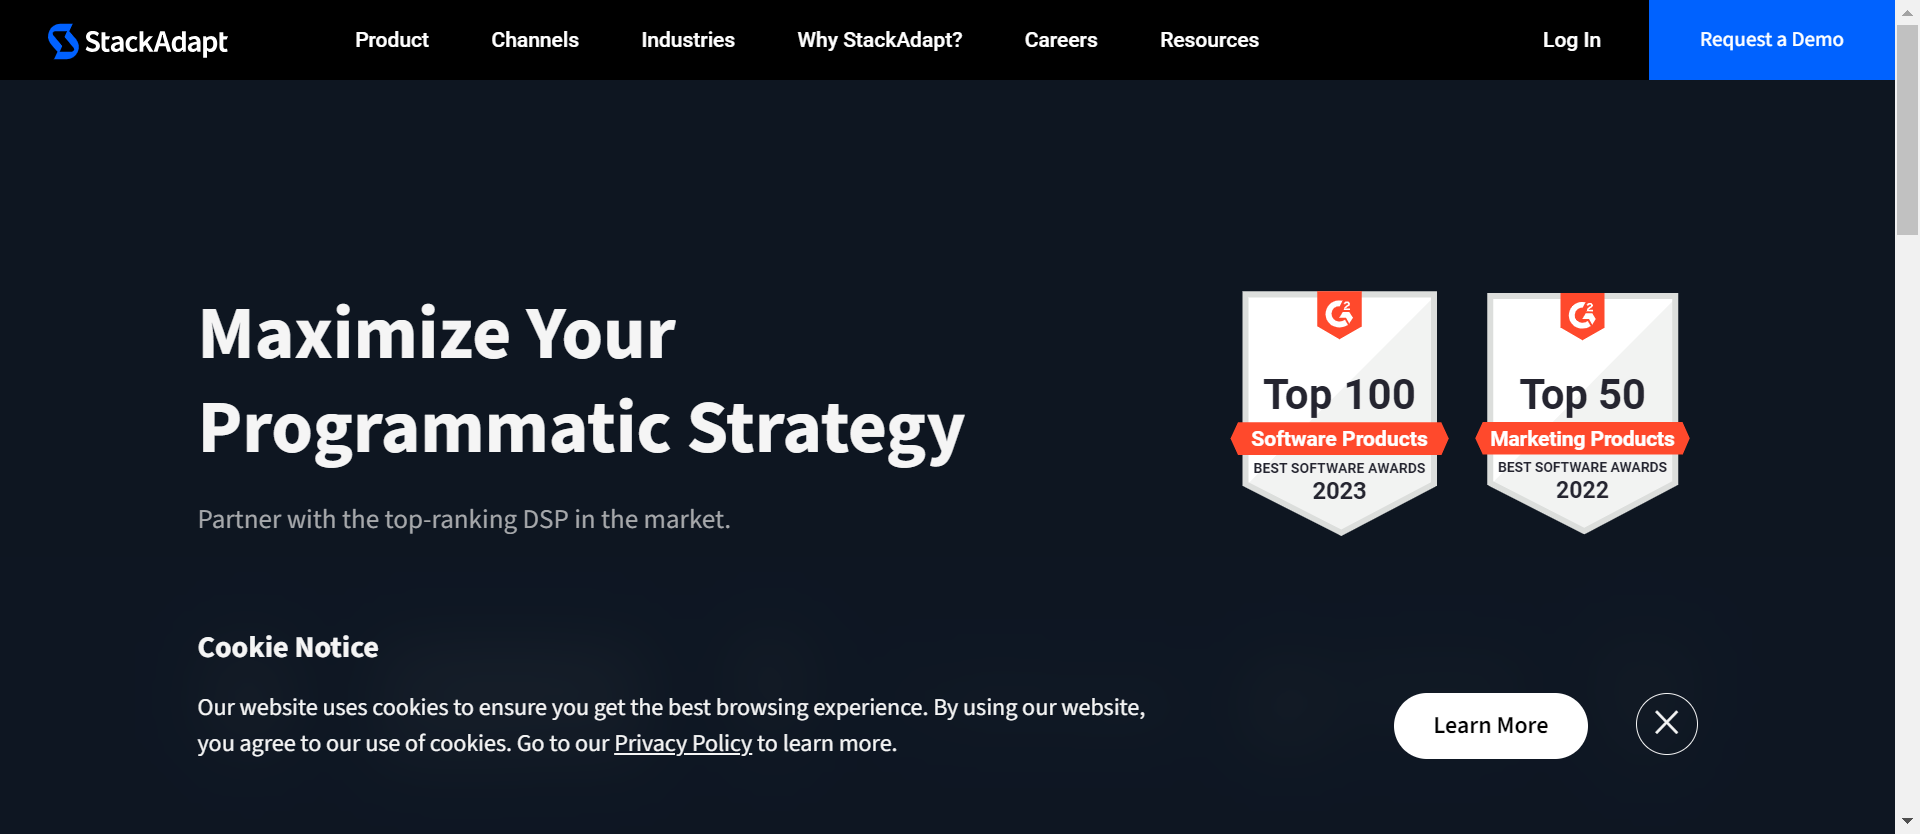 StackAdapt
Product
Channels
Industries
Why StackAdapt?
Careers
Resources
Log In
Request a Demo
Maximize Your
Programmatic Strategy
Partner with the top-ranking DSP in the market.
G2
Top 100
Software Products
BEST SOFTWARE AWARDS
2023
G2
Top 50
Marketing Products
BEST SOFTWARE AWARDS
2022
Cookie Notice
Our website uses cookies to ensure you get the best browsing experience. By using our website,
you agree to our use of cookies. Go to our Privacy Policy to learn more.
Learn More